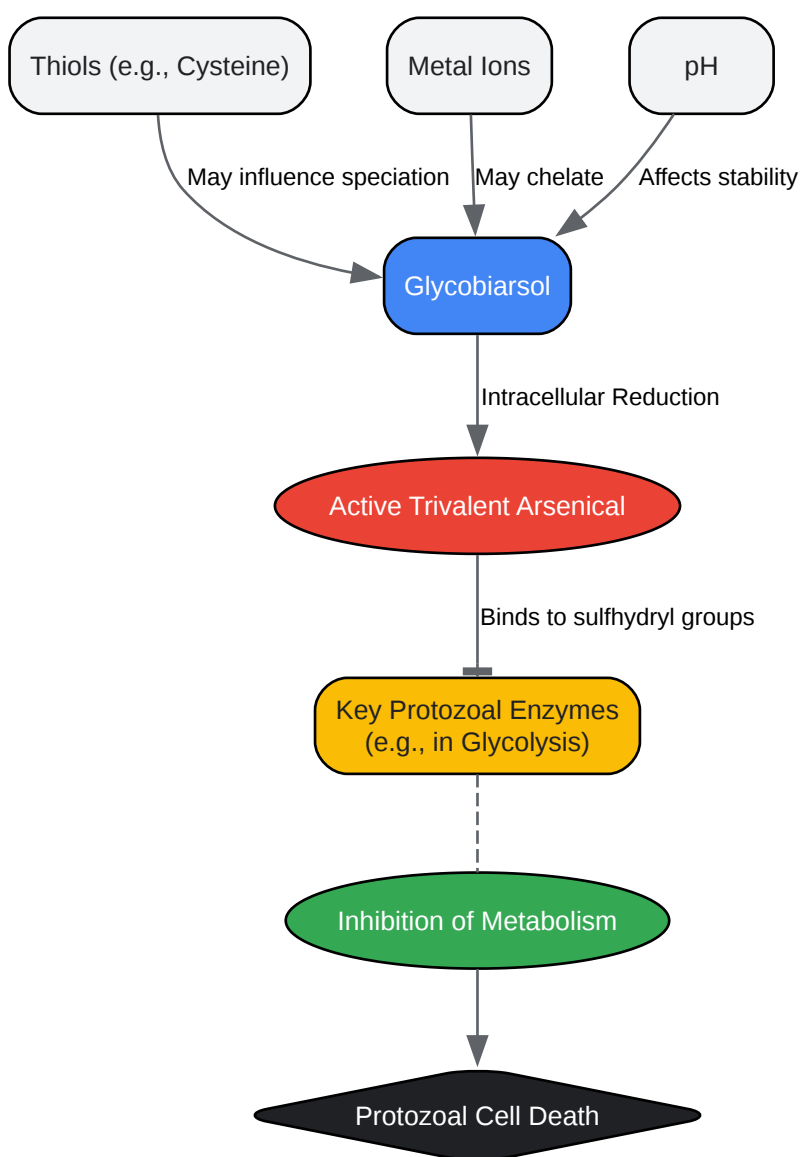 Thiols (e.g., Cysteine)
Metal Ions
pH
May influence speciation
May chelate
Affects stability
Glycobiarsol
Intracellular Reduction
Active Trivalent Arsenical
Binds to sulfhydryl groups
Key Protozoal Enzymes
(e.g., in Glycolysis)
Inhibition of Metabolism
Protozoal Cell Death